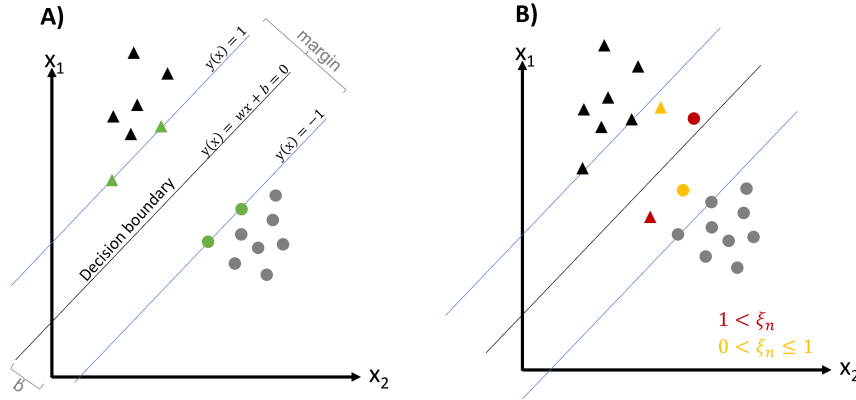 A)
X₁
y(x) = 1
margin
y(x) = wx + b = 0
y(x) = −1
Decision boundary
b
X₂
B)
X₁
1 < ξₙ
0 < ξₙ ≤ 1
X₂